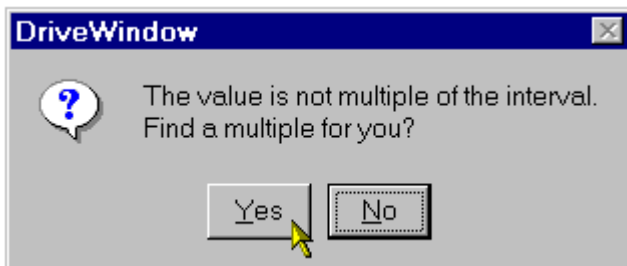 DriveWindow
The value is not multiple of the interval.
Find a multiple for you?
Yes No